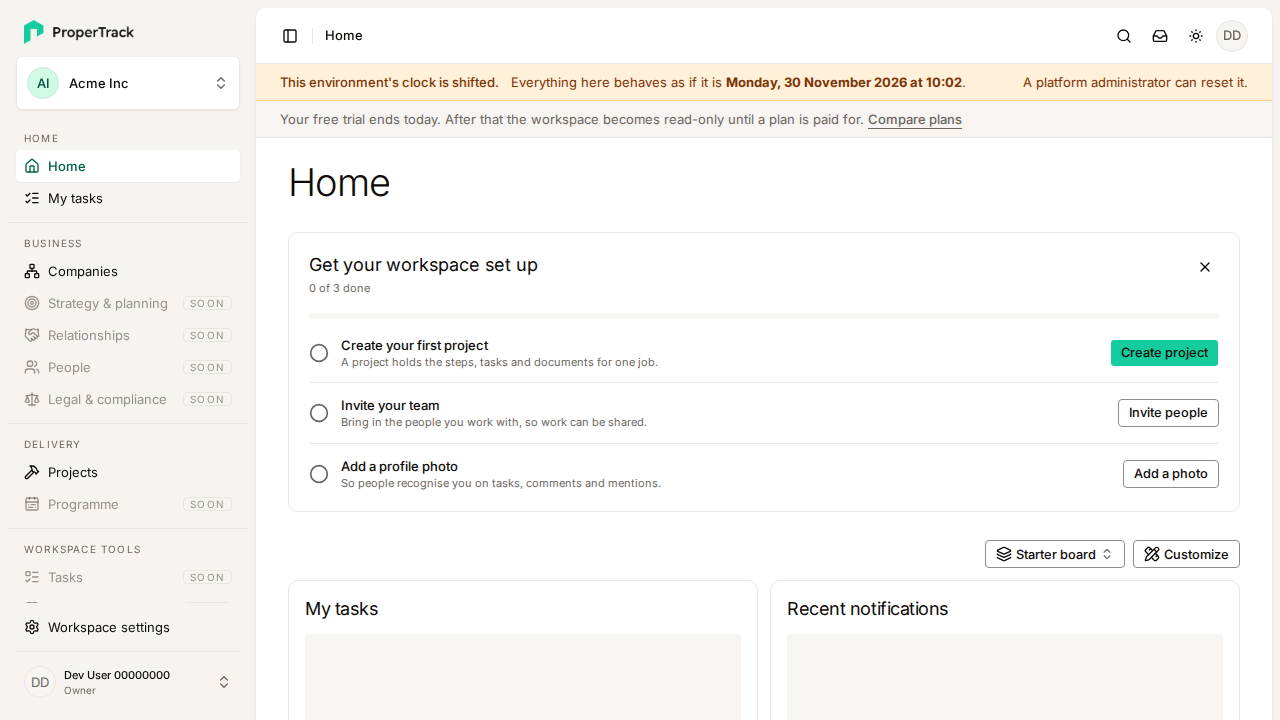 ProperTrack
Home
DD
AI
Acme Inc
This environment's clock is shifted. Everything here behaves as if it is Monday, 30 November 2026 at 10:02. A platform administrator can reset it.
Your free trial ends today. After that the workspace becomes read-only until a plan is paid for. Compare plans
HOME
Home
My tasks
BUSINESS
Companies
Strategy & planning SOON
Relationships SOON
People SOON
Legal & compliance SOON
DELIVERY
Projects
Programme SOON
WORKSPACE TOOLS
Tasks SOON
Workspace settings
DD
Dev User 00000000
Owner
Home
Get your workspace set up
0 of 3 done
Create your first project
A project holds the steps, tasks and documents for one job.
Create project
Invite your team
Bring in the people you work with, so work can be shared.
Invite people
Add a profile photo
So people recognise you on tasks, comments and mentions.
Add a photo
Starter board
Customize
My tasks
Recent notifications